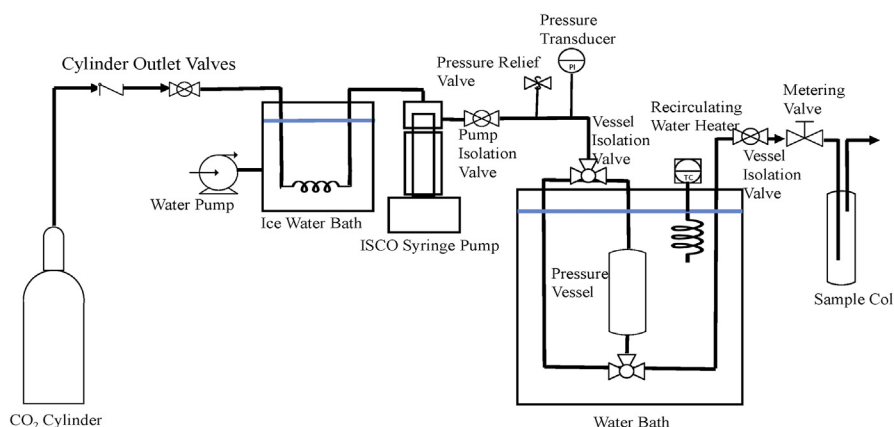 Pressure
Transducer
Cylinder Outlet Valves
Pressure Relief
Valve
PI
Metering
Valve
Recirculating
Water Heater
Pump
Isolation
Valve
Vessel
Isolation
Valve
Vessel
Isolation
Valve
TC
Water Pump
Ice Water Bath
ISCO Syringe Pump
Pressure
Vessel
Sample Col
CO₂ Cylinder
Water Bath